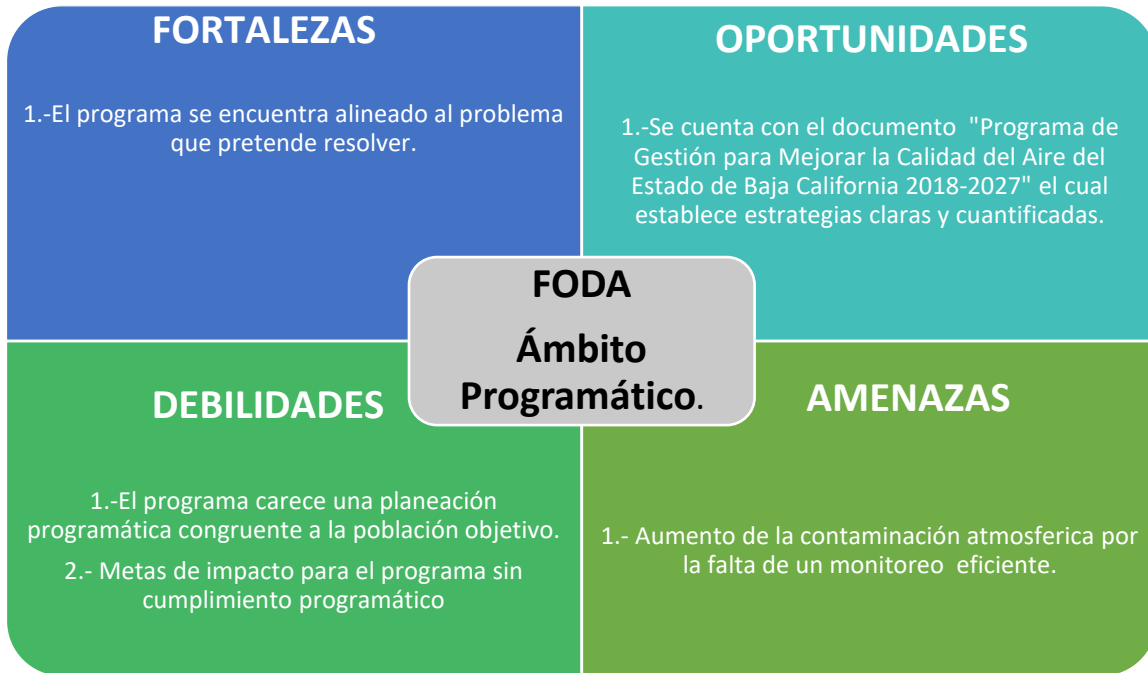 FORTALEZAS
1.-El programa se encuentra alineado al problema
que pretende resolver.
OPORTUNIDADES
1.-Se cuenta con el documento "Programa de
Gestión para Mejorar la Calidad del Aire del
Estado de Baja California 2018-2027" el cual
establece estrategias claras y cuantificadas.
FODA
Ámbito
Programático.
DEBILIDADES
1.-El programa carece una planeación
programática congruente a la población objetivo.
2.- Metas de impacto para el programa sin
cumplimiento programático
AMENAZAS
1.- Aumento de la contaminación atmosferica por
la falta de un monitoreo eficiente.